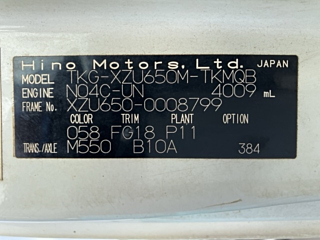 Hino Motors, Ltd. JAPAN
MODEL TKG-XZU650M-TKMQB
ENGINE N04C-UN 4009 mL
FRAME No. XZU650-0008799
COLOR TRIM PLANT OPTION
058 FG18 P11
TRANS./AXLE M550 B10A 384